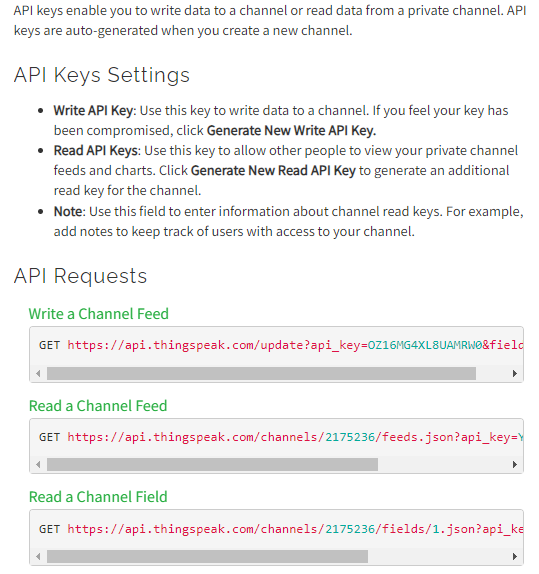 API keys enable you to write data to a channel or read data from a private channel. API
keys are auto-generated when you create a new channel.
API Keys Settings
• Write API Key: Use this key to write data to a channel. If you feel your key has
been compromised, click Generate New Write API Key.
• Read API Keys: Use this key to allow other people to view your private channel
feeds and charts. Click Generate New Read API Key to generate an additional
read key for the channel.
• Note: Use this field to enter information about channel read keys. For example,
add notes to keep track of users with access to your channel.
API Requests
Write a Channel Feed
GET https://api.thingspeak.com/update?api_key=OZ16MG4XL8UAMRW0&field
Read a Channel Feed
GET https://api.thingspeak.com/channels/2175236/feeds.json?api_key=Y
Read a Channel Field
GET https://api.thingspeak.com/channels/2175236/fields/1.json?api_ke